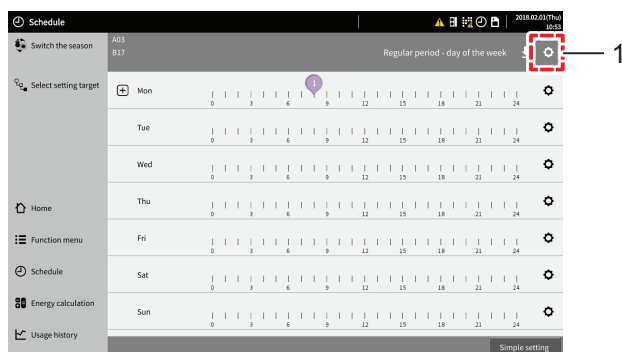 Schedule
2018.02.01(Thu)
10:53
Switch the season
A03
B17
Regular period - day of the week
1
Select setting target
Mon
1
0 3 6 9 12 15 18 21 24
Tue
0 3 6 9 12 15 18 21 24
Wed
0 3 6 9 12 15 18 21 24
Home
Thu
0 3 6 9 12 15 18 21 24
Function menu
Fri
0 3 6 9 12 15 18 21 24
Schedule
Sat
0 3 6 9 12 15 18 21 24
Energy calculation
Sun
0 3 6 9 12 15 18 21 24
Usage history
Simple setting